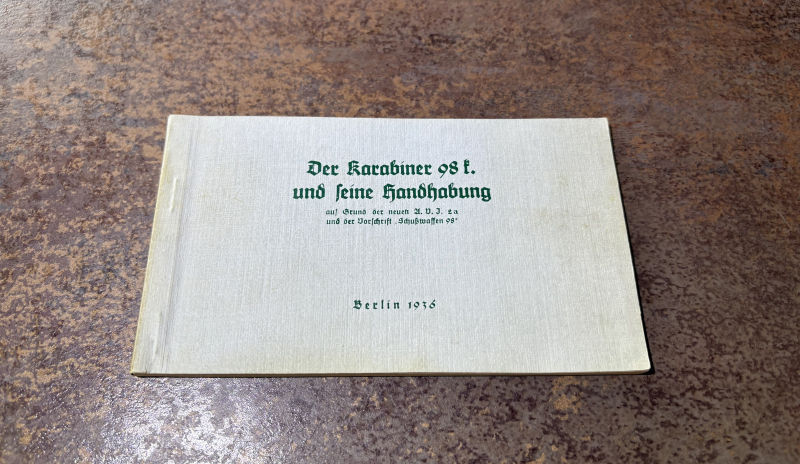 Der Karabiner 98 k.
und seine Handhabung
auf Grund der neuen A. V. I. 2a
und der Vorschrift „Schußwaffen 98“
Berlin 1936